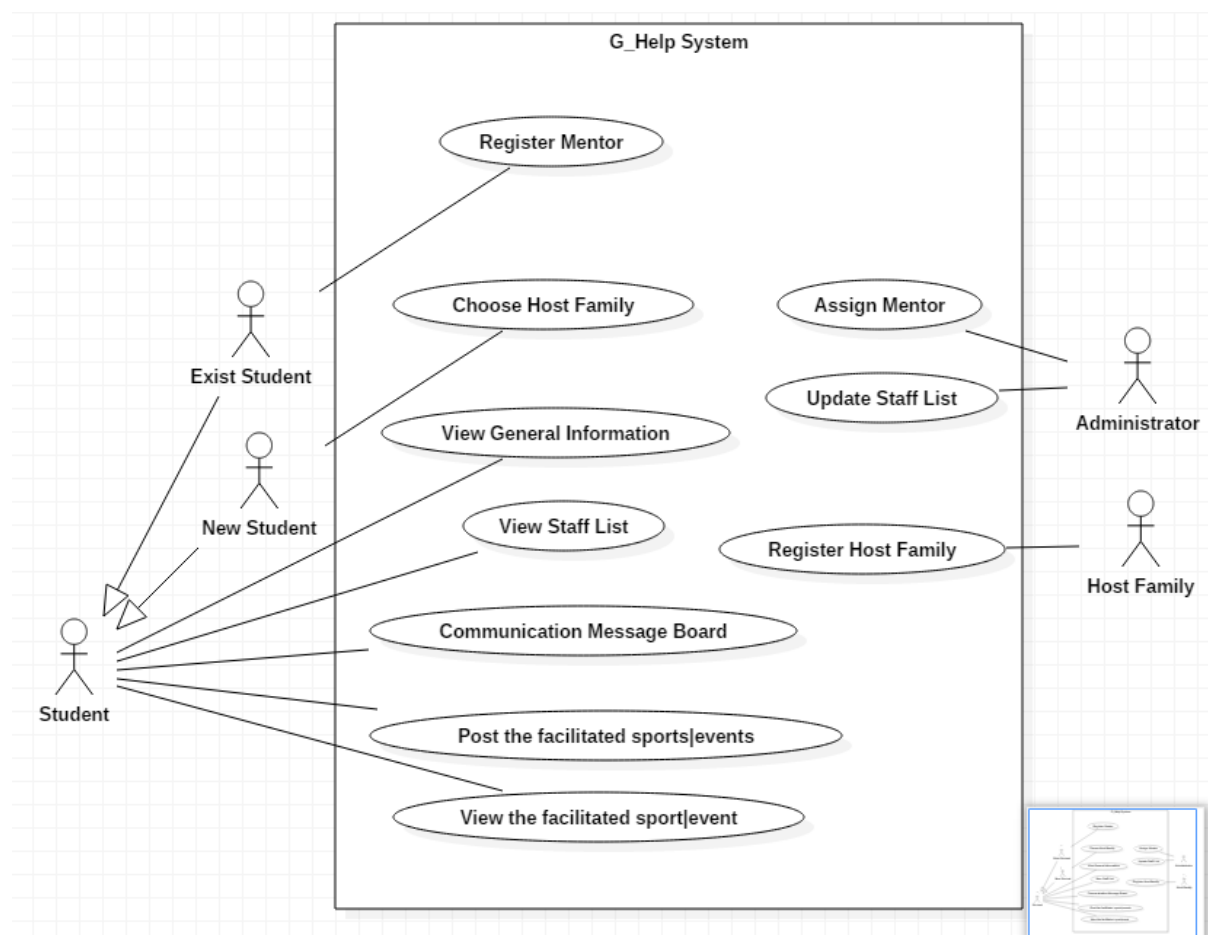 G_Help System
Register Mentor
Choose Host Family
Assign Mentor
Exist Student
Update Staff List
Administrator
View General Information
New Student
View Staff List
Register Host Family
Host Family
Communication Message Board
Student
Post the facilitated sports|events
View the facilitated sport|event